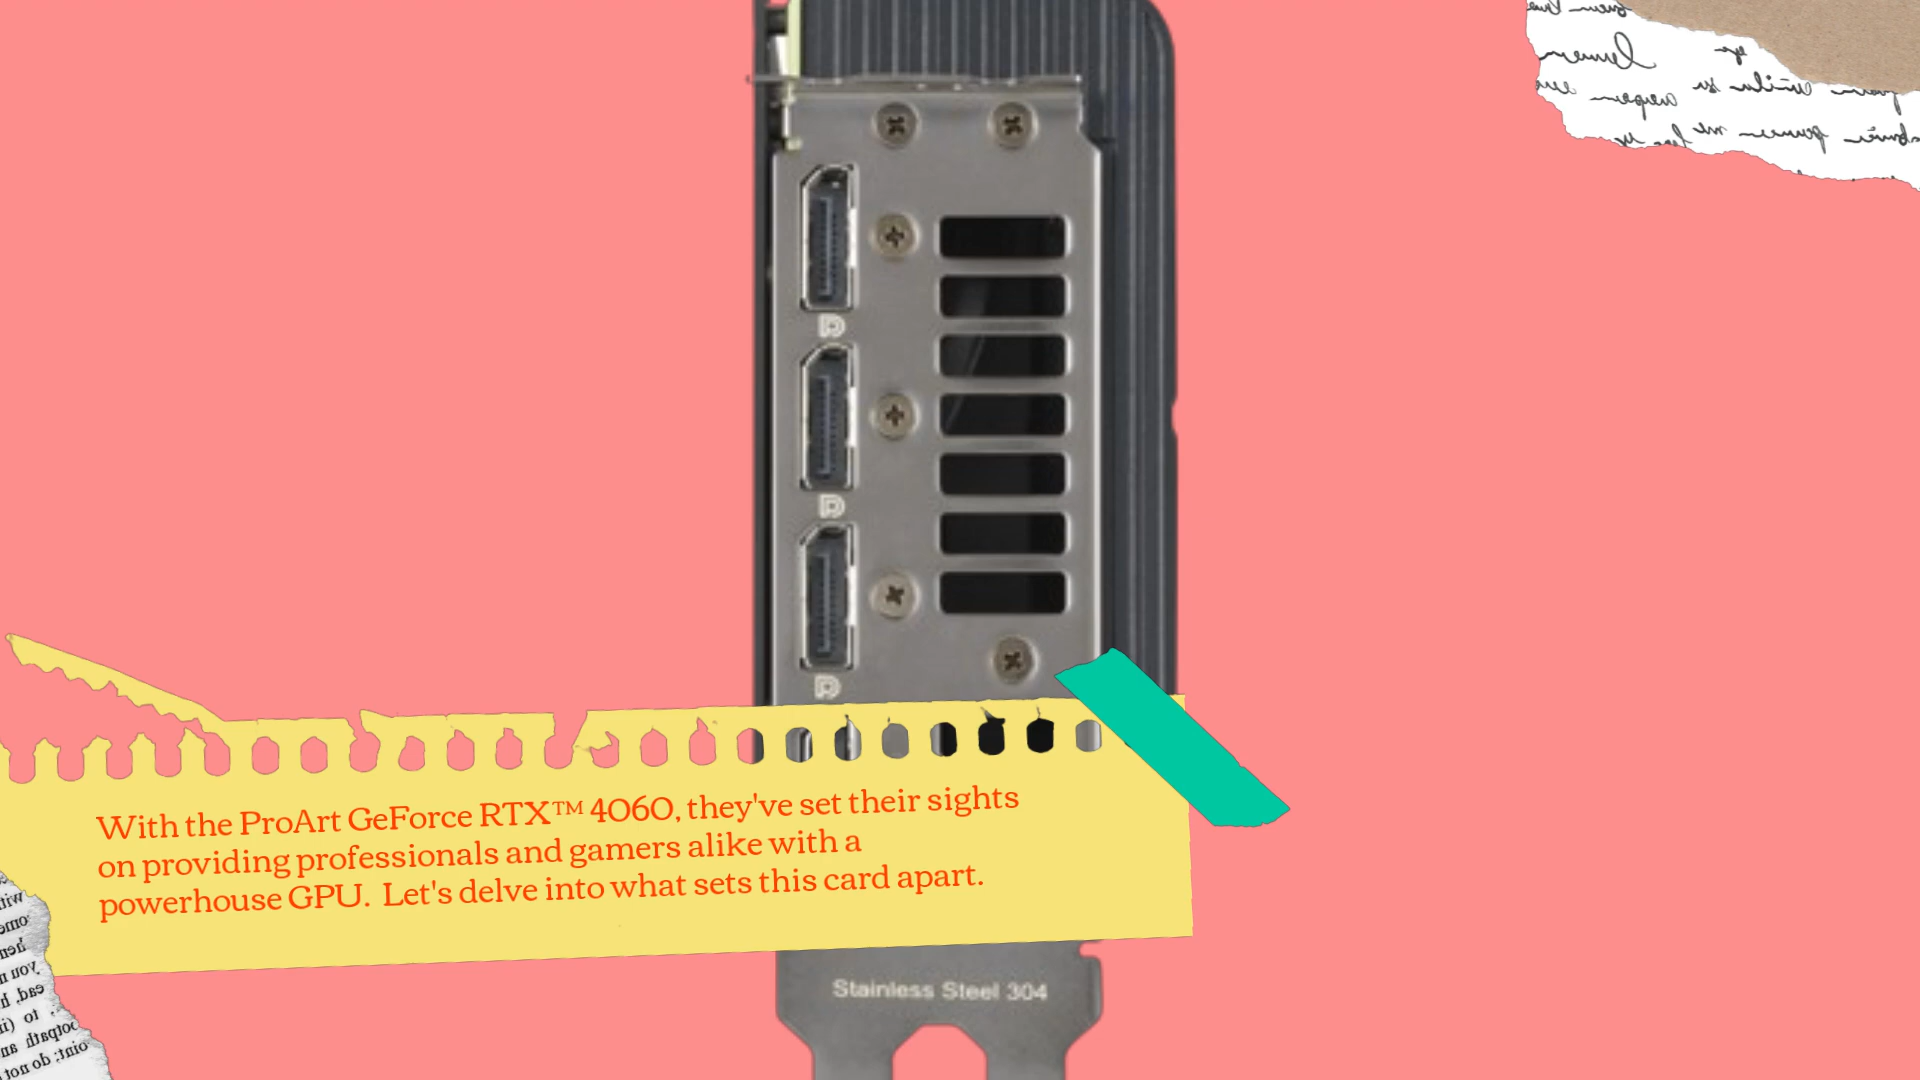 With the ProArt GeForce RTX™ 4060, they've set their sights
on providing professionals and gamers alike with a
powerhouse GPU. Let's delve into what sets this card apart.
Stainless Steel 304